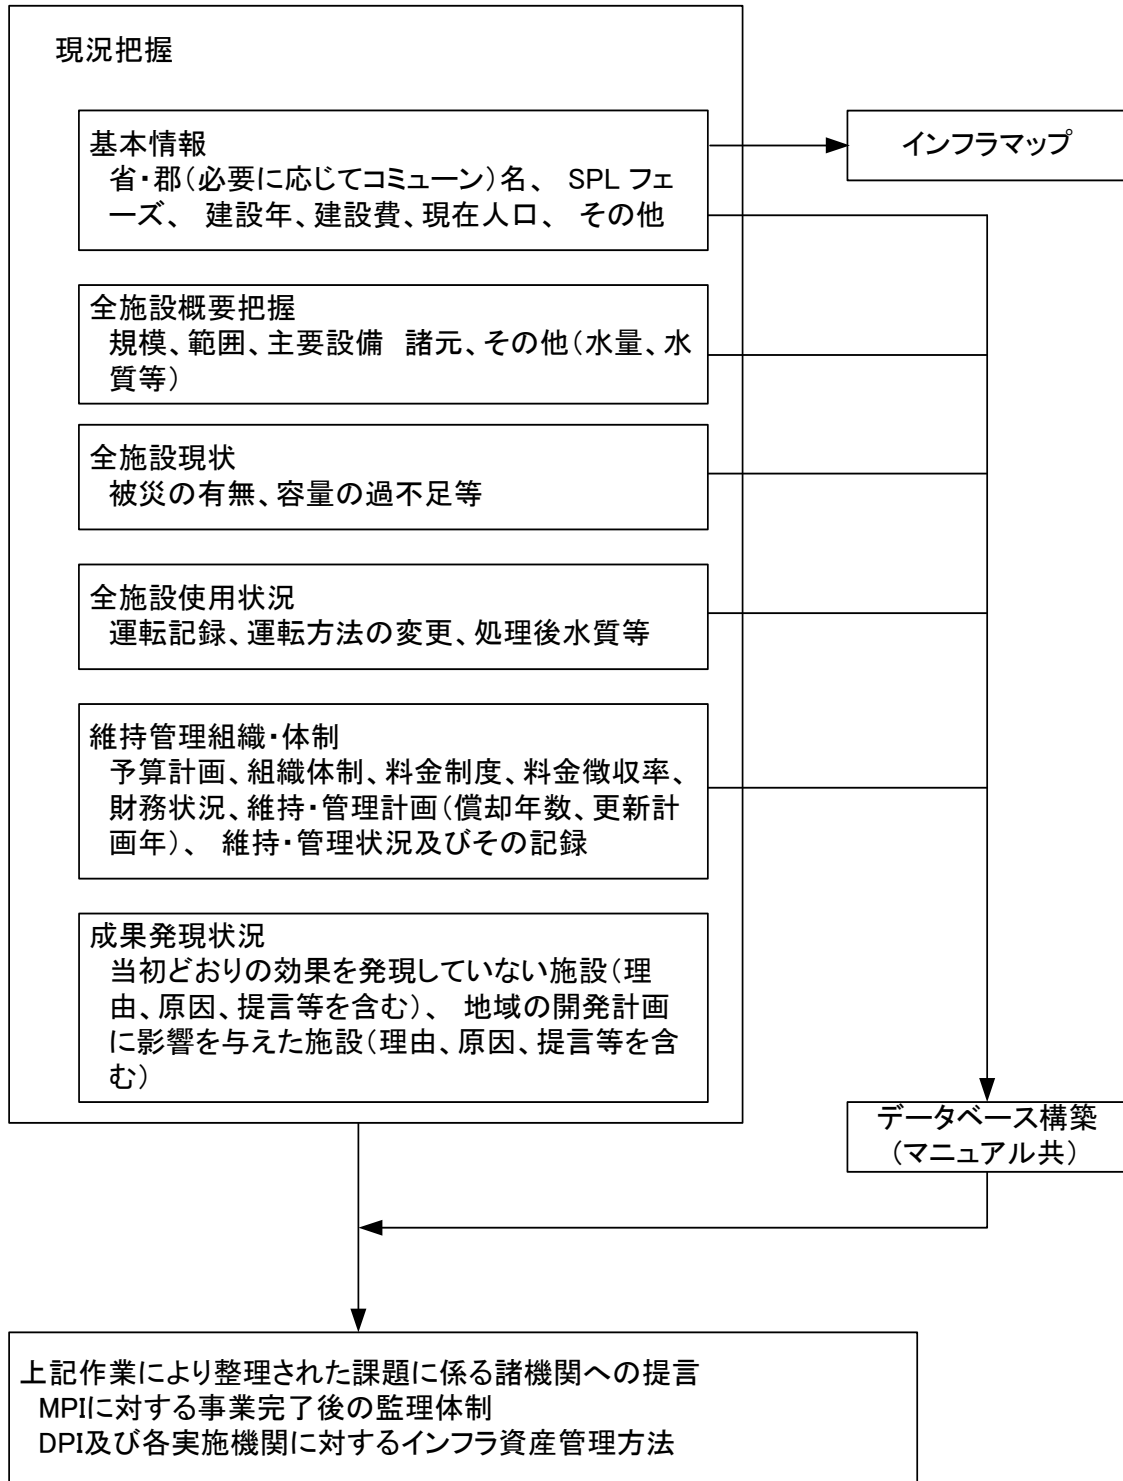 現況把握
基本情報
省・郡（必要に応じてコミューン）名、 SPL フェ
ーズ、 建設年、建設費、現在人口、 その他
インフラマップ
全施設概要把握
規模、範囲、主要設備 諸元、その他（水量、水
質等）
全施設現状
被災の有無、容量の過不足等
全施設使用状況
運転記録、運転方法の変更、処理後水質等
維持管理組織・体制
予算計画、組織体制、料金制度、料金徴収率、
財務状況、維持・管理計画（償却年数、更新計
画年）、 維持・管理状況及びその記録
成果発現状況
当初どおりの効果を発現していない施設（理
由、原因、提言等を含む）、 地域の開発計画
に影響を与えた施設（理由、原因、提言等を含
む）
データベース構築
（マニュアル共）
上記作業により整理された課題に係る諸機関への提言
MPIに対する事業完了後の監理体制
DPI及び各実施機関に対するインフラ資産管理方法